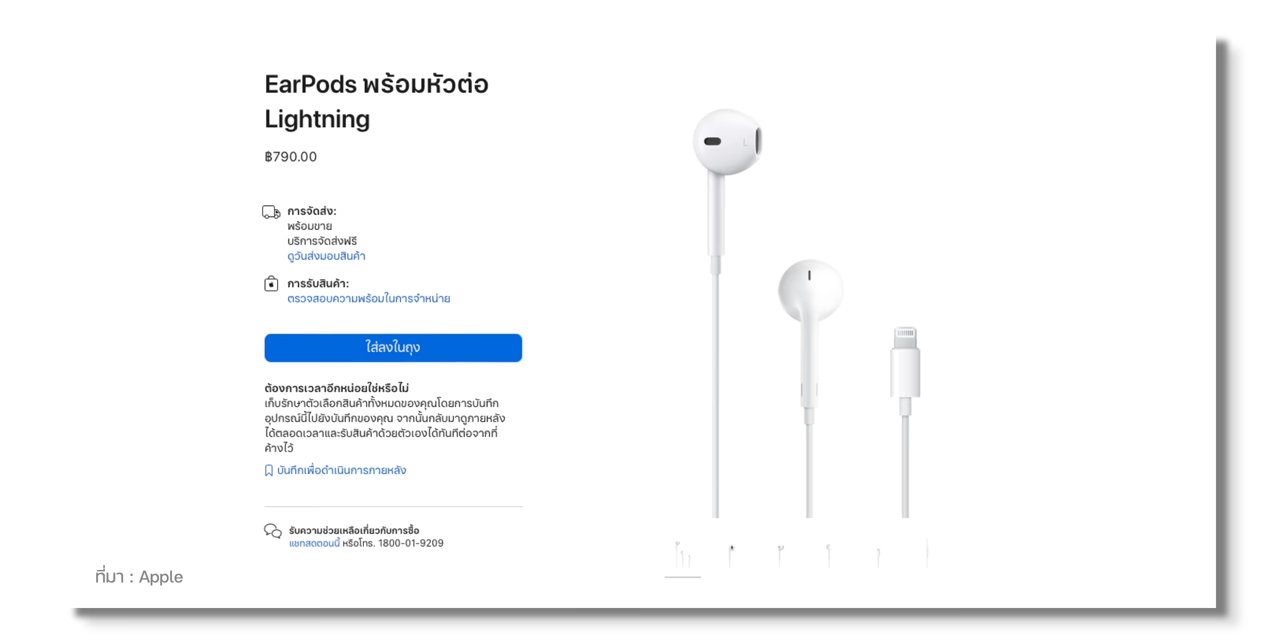 EarPods พร้อมหัวต่อ
Lightning
฿790.00
การจัดส่ง:
พร้อมขาย
บริการจัดส่งฟรี
ดูวันส่งมอบสินค้า
การรับสินค้า:
ตรวจสอบความพร้อมในการจำหน่าย
ใส่ลงในถุง
ต้องการเวลาอีกหน่อยใช่หรือไม่
เก็บรักษาตัวเลือกสินค้าทั้งหมดของคุณโดยการบันทึก
อุปกรณ์นี้ไปยังบันทึกของคุณ จากนั้นกลับมาดูภายหลัง
ได้ตลอดเวลาและรับสินค้าด้วยตัวเองได้ทันทีต่อจากที่
ค้างไว้
บันทึกเพื่อดำเนินการภายหลัง
รับความช่วยเหลือเกี่ยวกับการซื้อ
แชทสดตอนนี้ หรือโทร. 1800-01-9209
L
ที่มา : Apple